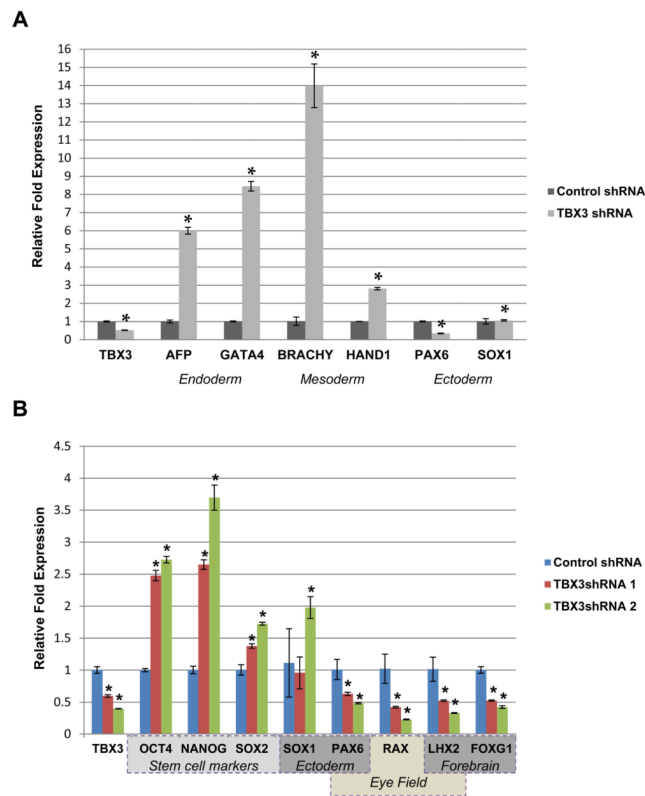 A
16
15
14
13
12
11
10
9
8
7
6
5
4
3
2
1
0
Relative Fold Expression
* * * * * * *
Control shRNA
TBX3 shRNA
TBX3 AFP GATA4 BRACHY HAND1 PAX6 SOX1
Endoderm Mesoderm Ectoderm
B
4.5
4
3.5
3
2.5
2
1.5
1
0.5
0
Relative Fold Expression
* * * * * * * * * * * * * * * * *
Control shRNA
TBX3shRNA 1
TBX3shRNA 2
TBX3 OCT4 NANOG SOX2 SOX1 PAX6 RAX LHX2 FOXG1
Stem cell markers Ectoderm Forebrain
Eye Field